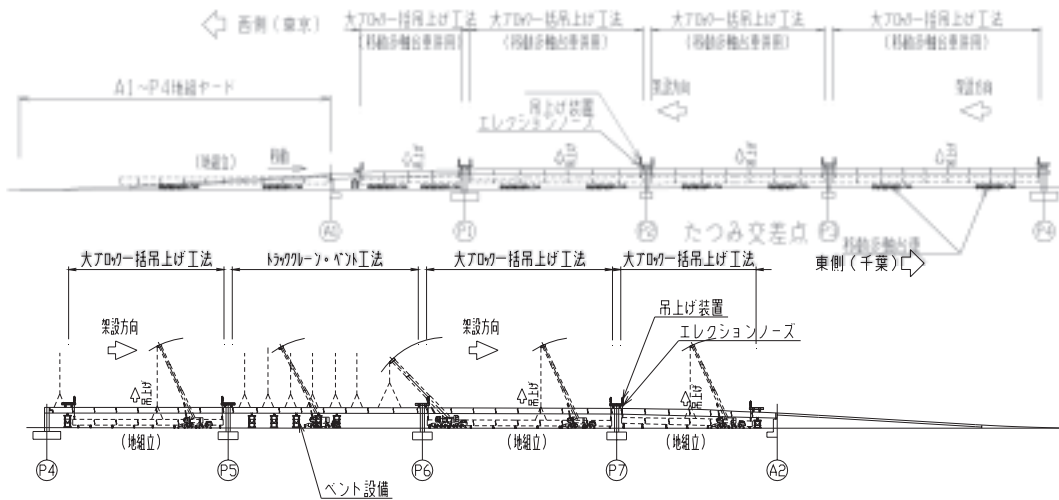 西側（東京）
大ブロック一括吊上げ工法 大ブロック一括吊上げ工法 大ブロック一括吊上げ工法 大ブロック一括吊上げ工法
（移動多軸台車併用） （移動多軸台車併用） （移動多軸台車併用） （移動多軸台車併用）
A1～P4地組ヤード
架設方向 架設方向
吊上げ装置
エレクションノーズ
（地組立） 移動
吊上げ 吊上げ 吊上げ 吊上げ
P1 P2 P3 P4
たつみ交差点
移動多軸台車
大ブロック一括吊上げ工法 トラッククレーン・ベント工法 大ブロック一括吊上げ工法 大ブロック一括吊上げ工法
東側（千葉）
架設方向 架設方向
吊上げ装置
エレクションノーズ
吊上げ 吊上げ 吊上げ
（地組立） （地組立） （地組立）
P4 P5 P6 P7 A2
ベント設備